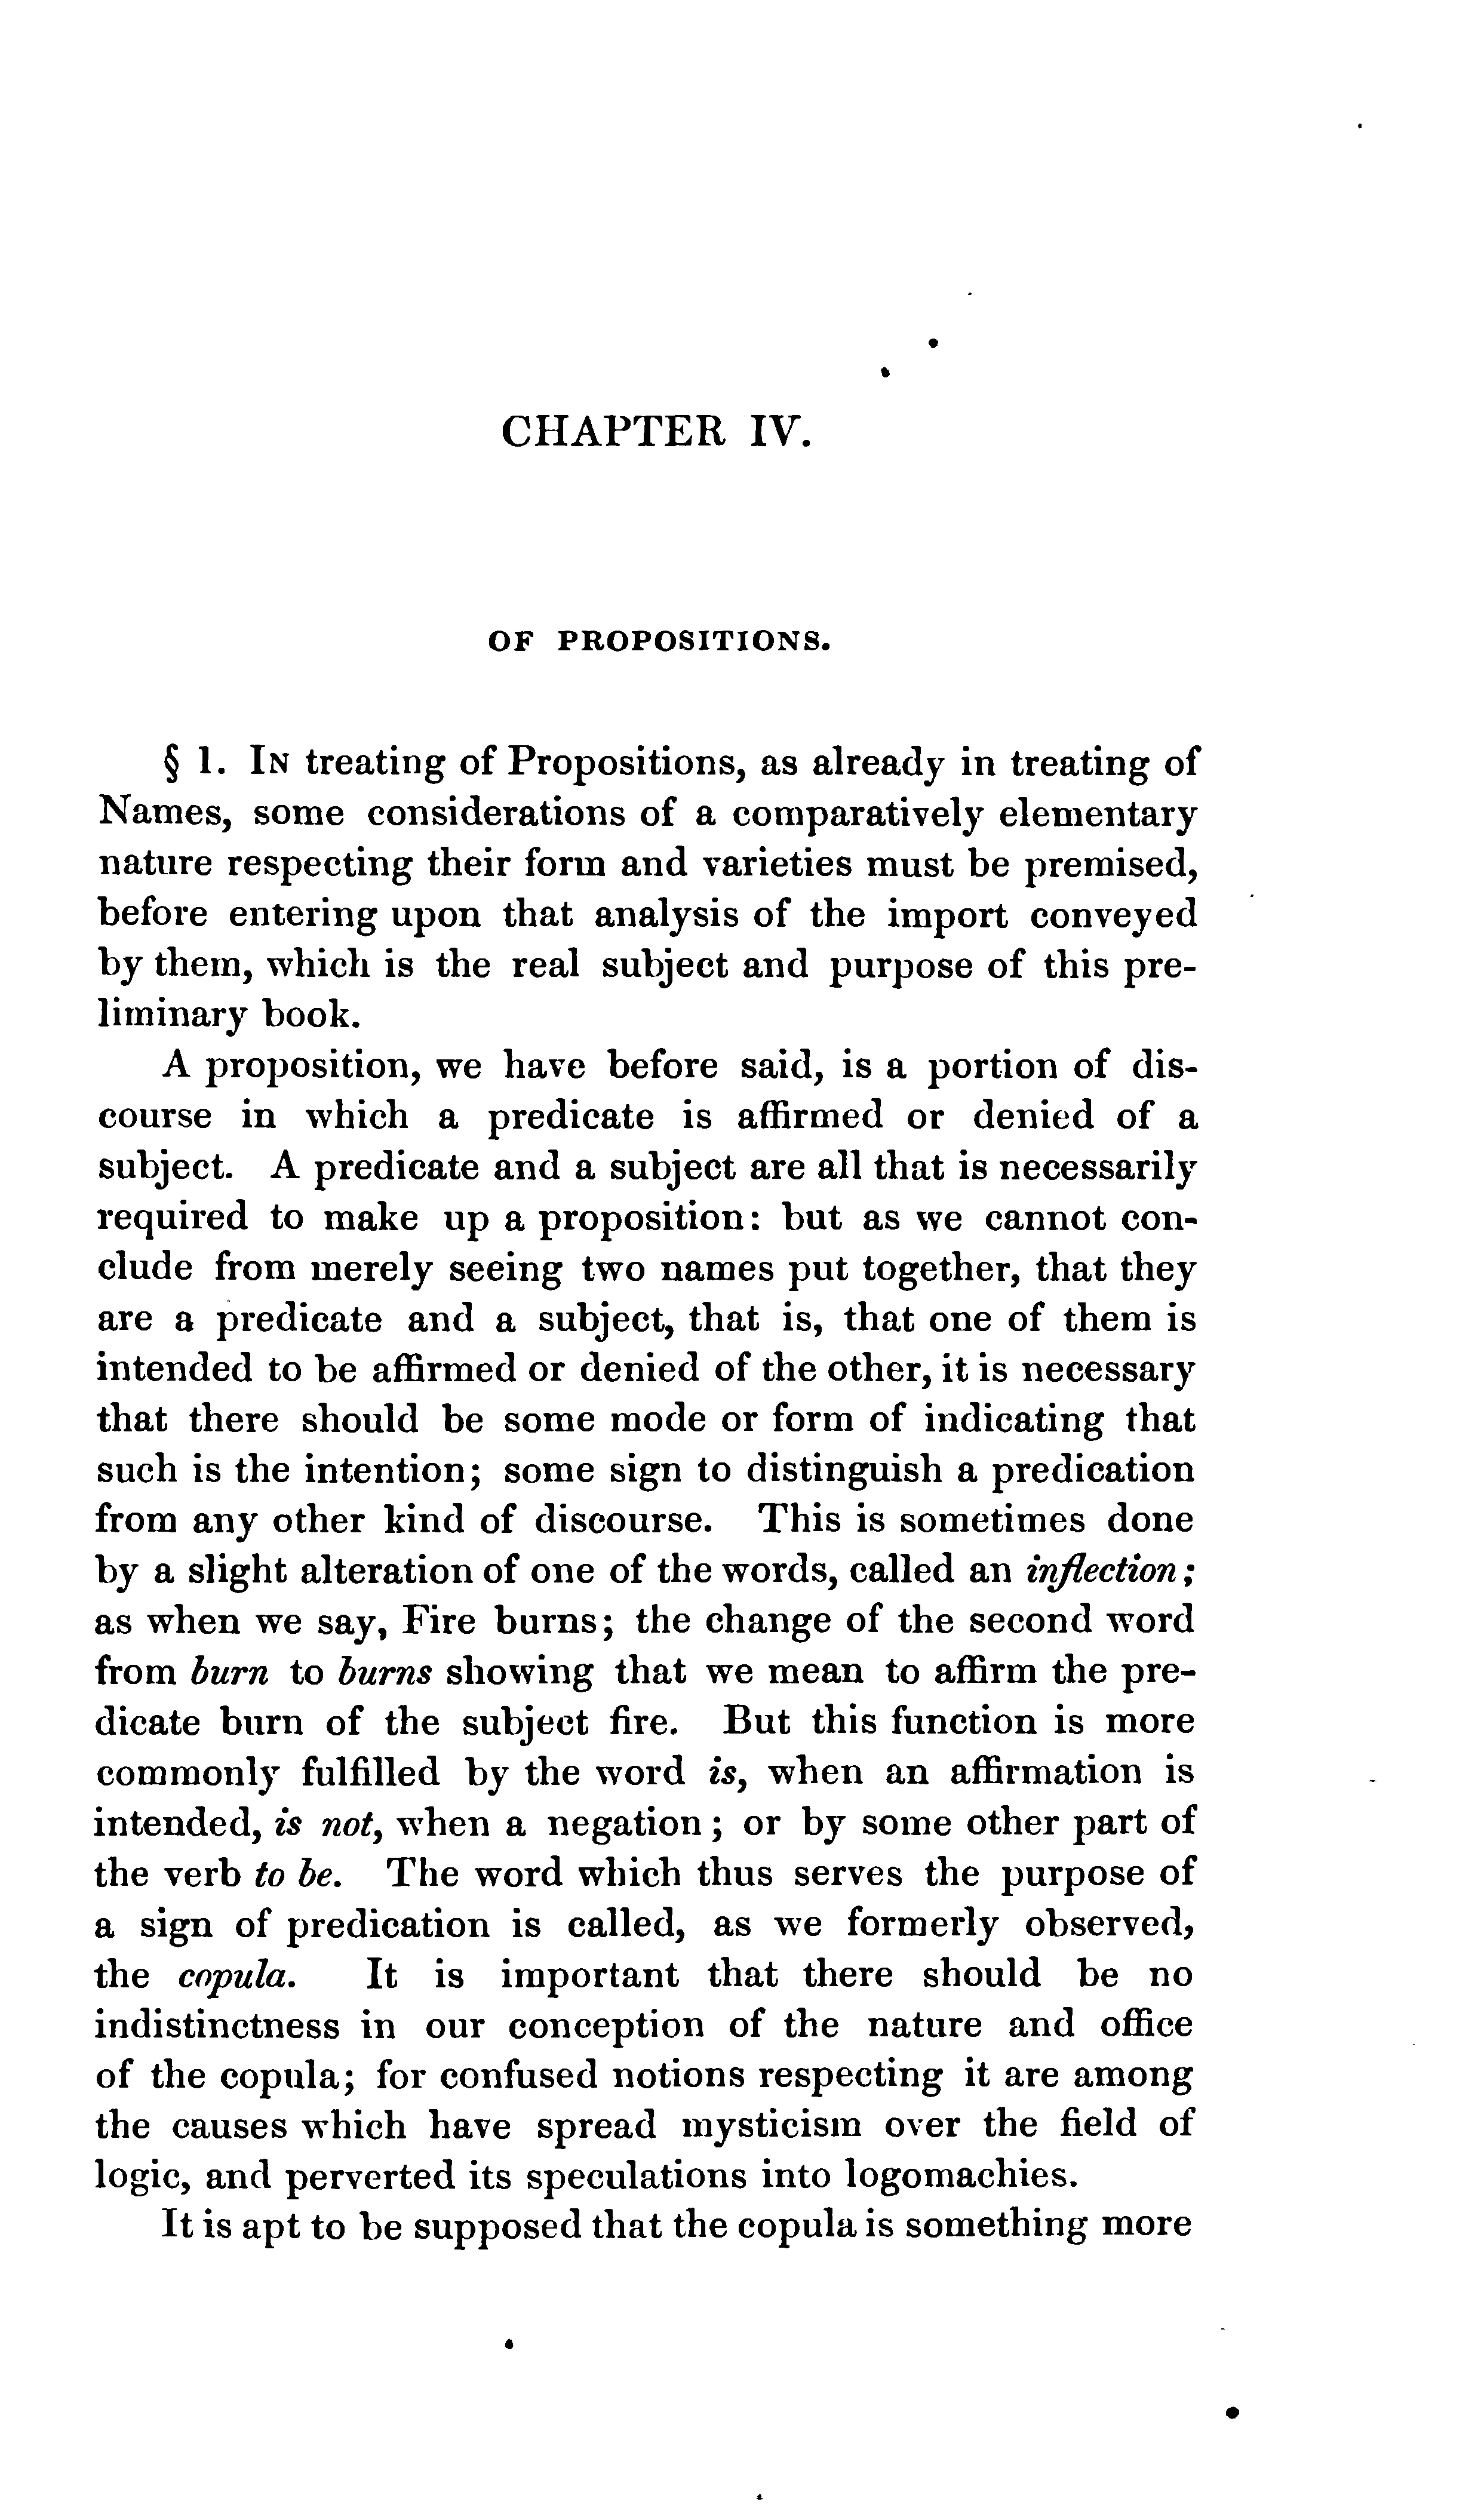 CHAPTER IV.
OF PROPOSITIONS.
§ 1. IN treating of Propositions, as already in treating of
Names, some considerations of a comparatively elementary
nature respecting their form and varieties must be premised,
before entering upon that analysis of the import conveyed
by them, which is the real subject and purpose of this pre-
liminary book.
A proposition, we have before said, is a portion of dis-
course in which a predicate is affirmed or denied of a
subject. A predicate and a subject are all that is necessarily
required to make up a proposition: but as we cannot con-
clude from merely seeing two names put together, that they
are a predicate and a subject, that is, that one of them is
intended to be affirmed or denied of the other, it is necessary
that there should be some mode or form of indicating that
such is the intention; some sign to distinguish a predication
from any other kind of discourse. This is sometimes done
by a slight alteration of one of the words, called an inflection;
as when we say, Fire burns; the change of the second word
from burn to burns showing that we mean to affirm the pre-
dicate burn of the subject fire. But this function is more
commonly fulfilled by the word is, when an affirmation is
intended, is not, when a negation; or by some other part of
the verb to be. The word which thus serves the purpose of
a sign of predication is called, as we formerly observed,
the copula. It is important that there should be no
indistinctness in our conception of the nature and office
of the copula; for confused notions respecting it are among
the causes which have spread mysticism over the field of
logic, and perverted its speculations into logomachies.
It is apt to be supposed that the copula is something more